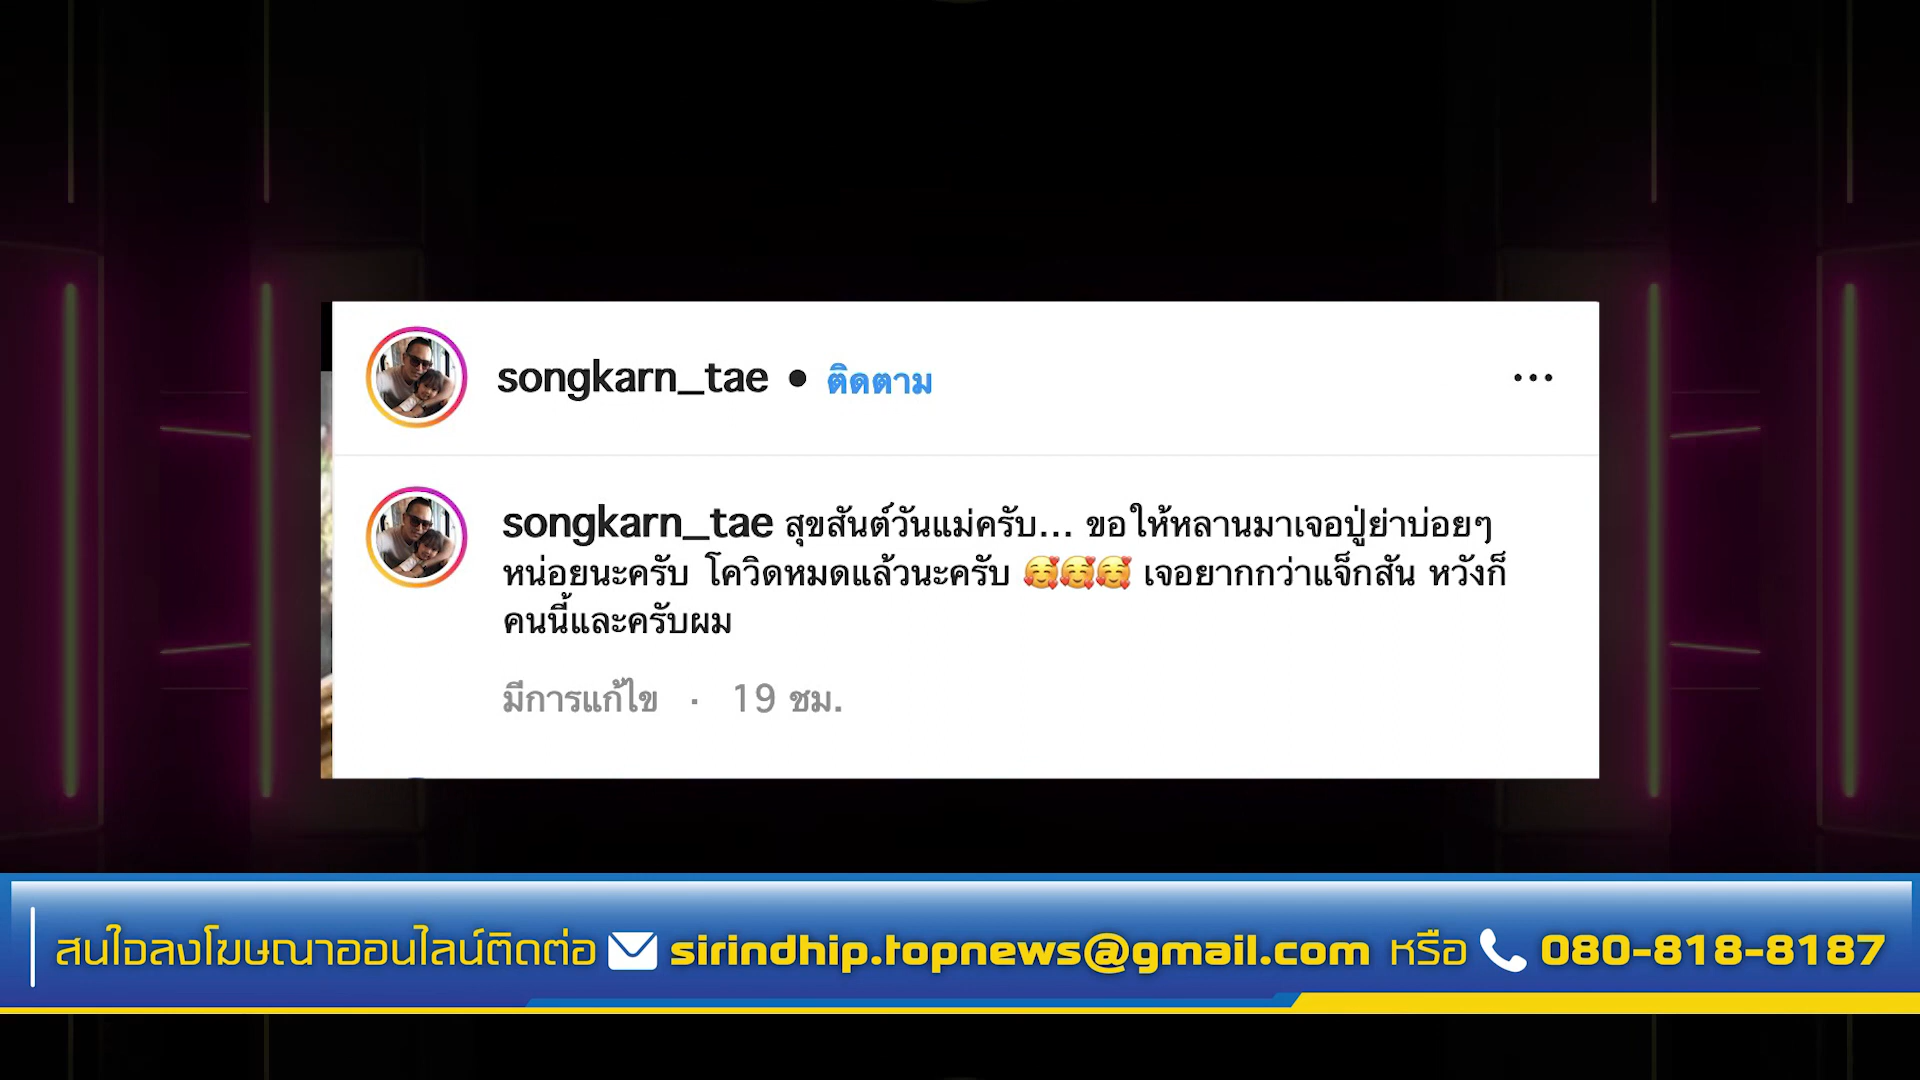 songkarn_tae • ติดตาม
songkarn_tae สุขสันต์วันแม่ครับ... ขอให้หลานมาเจอปู่ย่าบ่อยๆ
หน่อยนะครับ โควิดหมดแล้วนะครับ 🥰🥰🥰 เจอยากกว่าแจ็กสัน หวังก็
คนนี้และครับผม
มีการแก้ไข · 19 ชม.
สนใจลงโฆษณาออนไลน์ติดต่อ sirindhip.topnews@gmail.com หรือ 080-818-8187